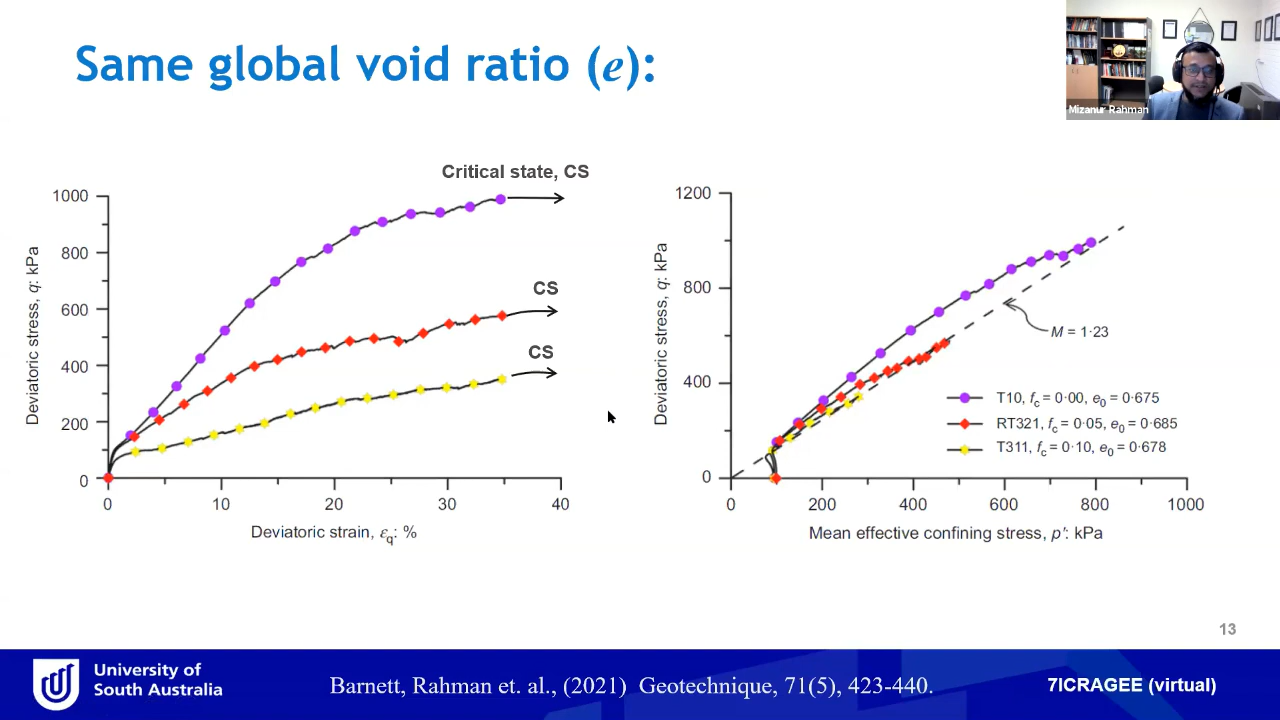 Same global void ratio (e):
Mizanur Rahman
Critical state, CS
CS
CS
1000
800
600
400
200
0
0
10
20
30
40
Deviatoric stress, q: kPa
Deviatoric strain, εq: %
1200
800
400
0
0
200
400
600
800
1000
Deviatoric stress, q: kPa
Mean effective confining stress, p′: kPa
M = 1·23
T10, fc = 0·00, e0 = 0·675
RT321, fc = 0·05, e0 = 0·685
T311, fc = 0·10, e0 = 0·678
13
University of
South Australia
Barnett, Rahman et. al., (2021) Geotechnique, 71(5), 423-440.
7ICRAGEE (virtual)